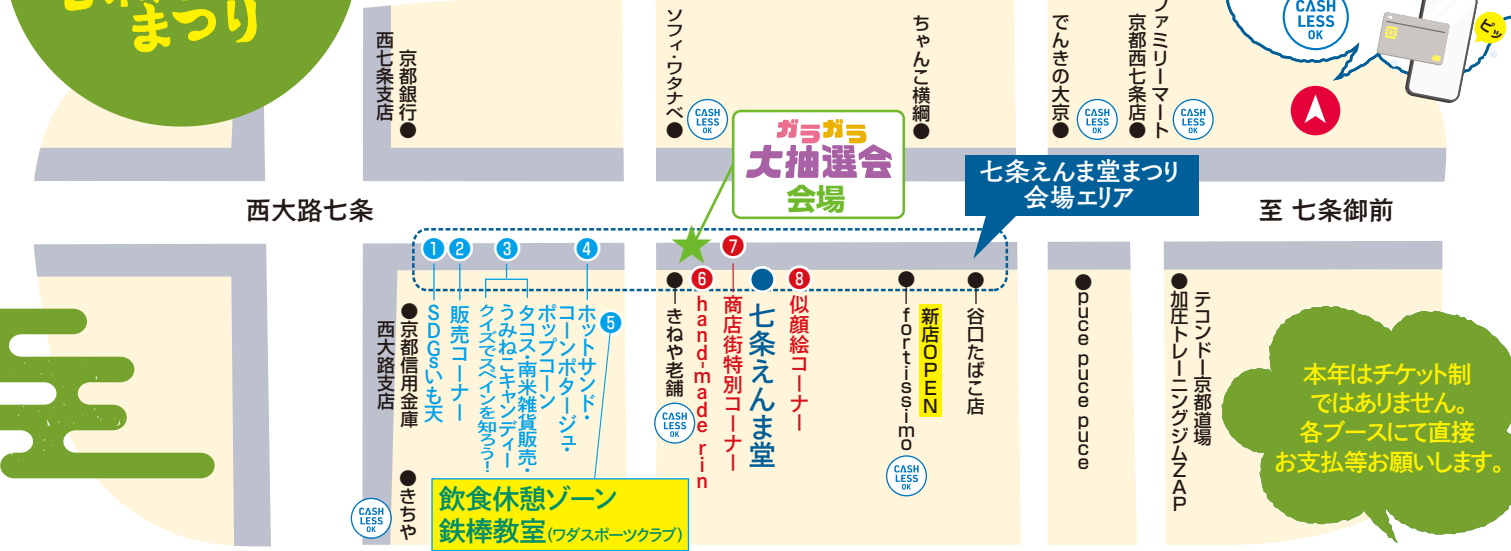 まつり
京都銀行
西七条支店
ソフィ・ワタナベ
CASH
LESS
OK
ちゃんこ横綱
でんきの大京
CASH
LESS
OK
ファミリーマート
京都西七条店
CASH
LESS
OK
CASH
LESS
OK
ピッ
ガラガラ
大抽選会
会場
七条えんま堂まつり
会場エリア
西大路七条
至 七条御前
1
SDGsいも天
2
販売コーナー
3
タコス・南米雑貨販売・
うみねこキャンディー
クイズでスペインを知ろう!
4
ホットサンド・
コーンポタージュ・
ポップコーン
5
飲食休憩ゾーン
鉄棒教室(ワダスポーツクラブ)
京都信用金庫
西大路支店
きちや
CASH
LESS
OK
きねや老舗
CASH
LESS
OK
6
hand-made rin
7
商店街特別コーナー
七条えんま堂
8
似顔絵コーナー
新店OPEN
fortissimo
CASH
LESS
OK
谷口たばこ店
puce puce puce
テコンドー京都道場
加圧トレーニングジムZAP
本年はチケット制
ではありません。
各ブースにて直接
お支払等お願いします。